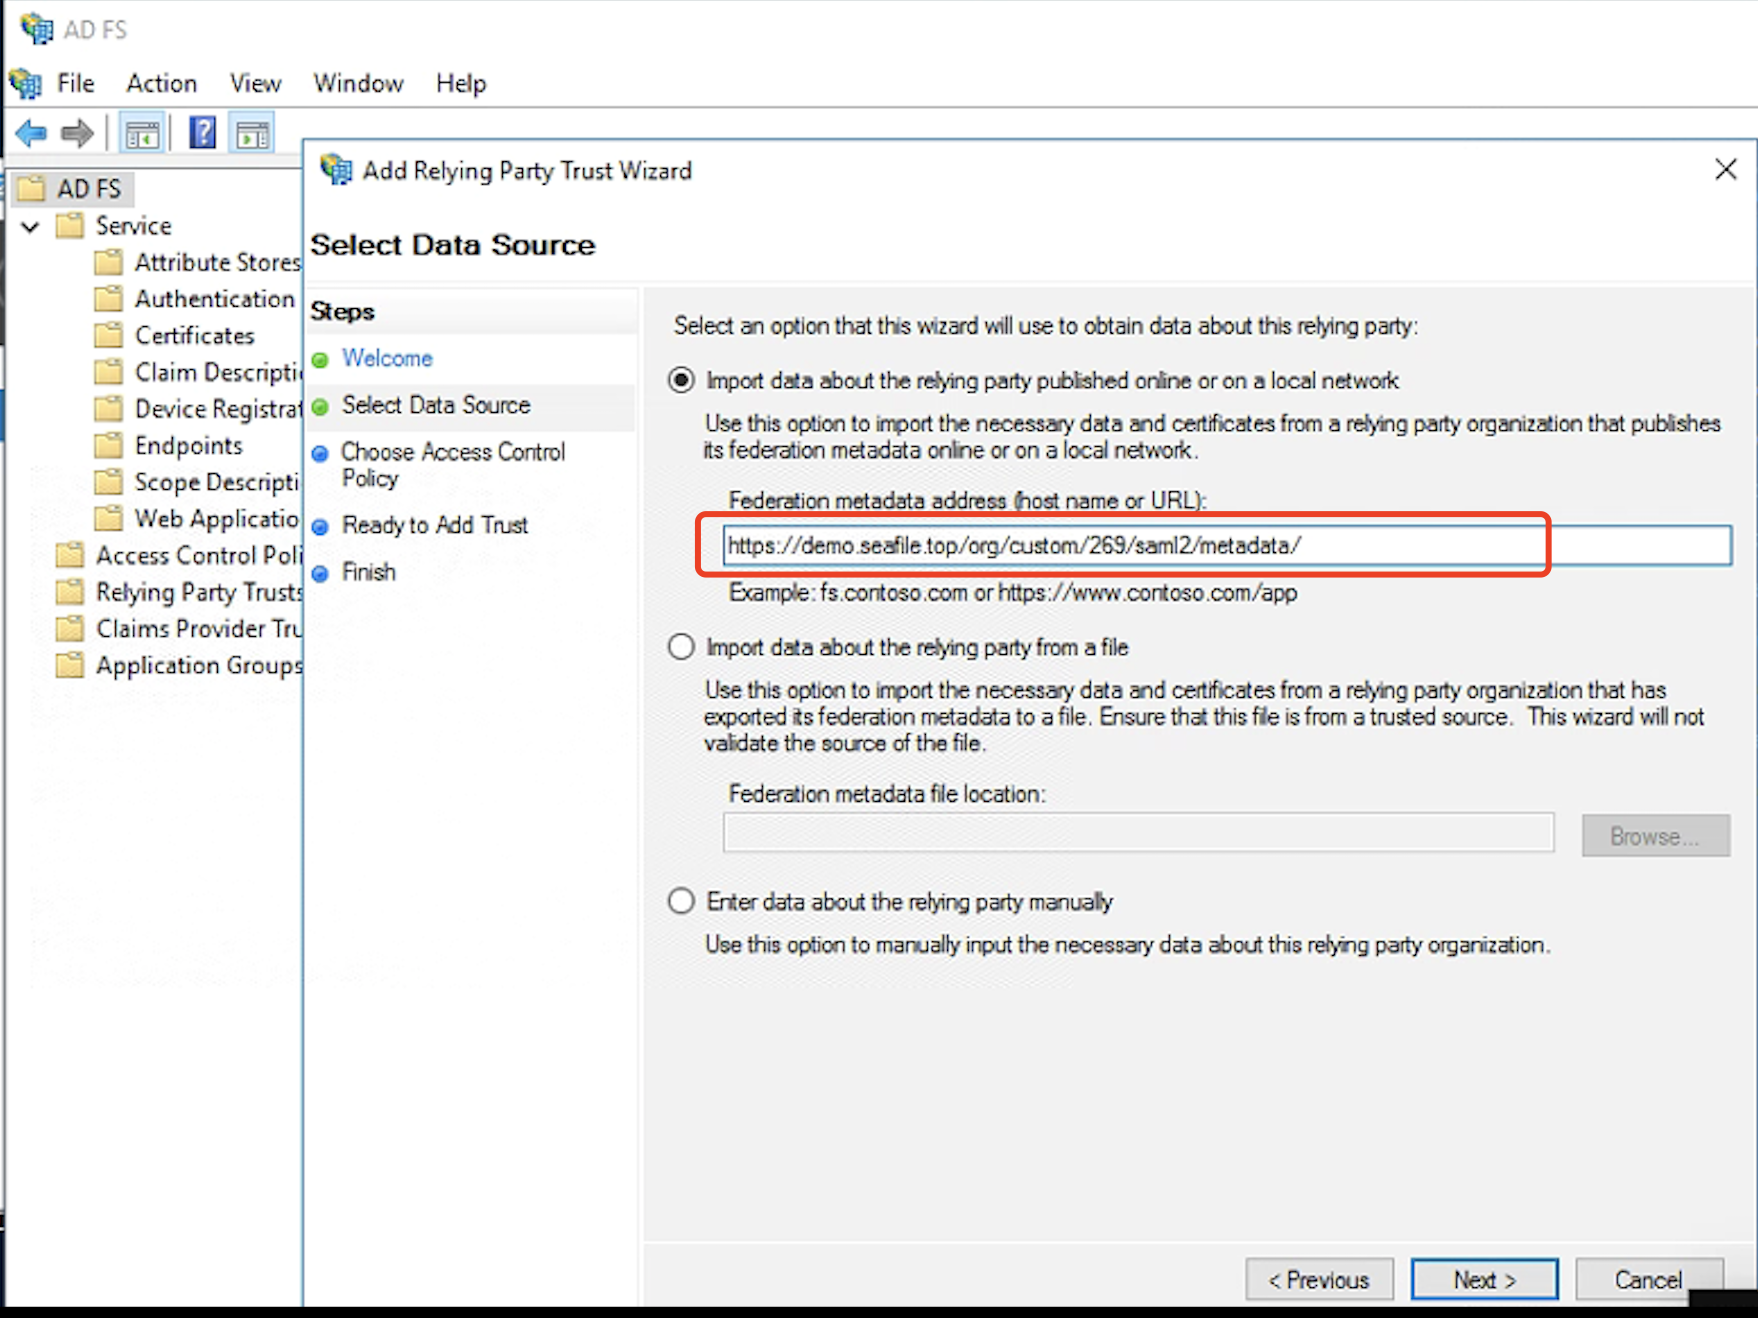 AD FS
File Action View Window Help
AD FS
Service
Attribute Stores
Authentication
Certificates
Claim Descripti
Device Registrat
Endpoints
Scope Descripti
Web Applicatio
Access Control Poli
Relying Party Trusts
Claims Provider Tru
Application Groups
Add Relying Party Trust Wizard
Select Data Source
Steps
Welcome
Select Data Source
Choose Access Control
Policy
Ready to Add Trust
Finish
Select an option that this wizard will use to obtain data about this relying party:
Import data about the relying party published online or on a local network
Use this option to import the necessary data and certificates from a relying party organization that publishes
its federation metadata online or on a local network.
Federation metadata address (host name or URL):
https://demo.seafile.top/org/custom/269/saml2/metadata/
Example: fs.contoso.com or https://www.contoso.com/app
Import data about the relying party from a file
Use this option to import the necessary data and certificates from a relying party organization that has
exported its federation metadata to a file. Ensure that this file is from a trusted source.  This wizard will not
validate the source of the file.
Federation metadata file location:
Browse...
Enter data about the relying party manually
Use this option to manually input the necessary data about this relying party organization.
< Previous
Next >
Cancel